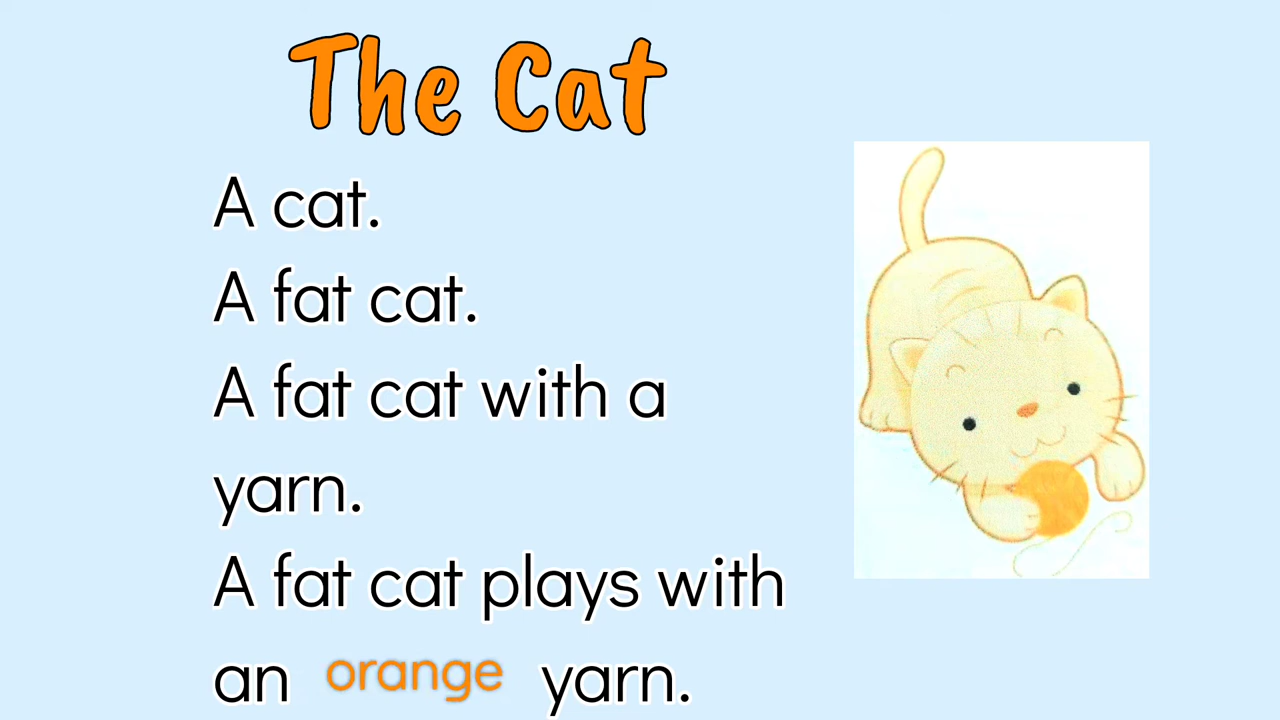 The Cat
A cat.
A fat cat.
A fat cat with a
yarn.
A fat cat plays with
an orange yarn.